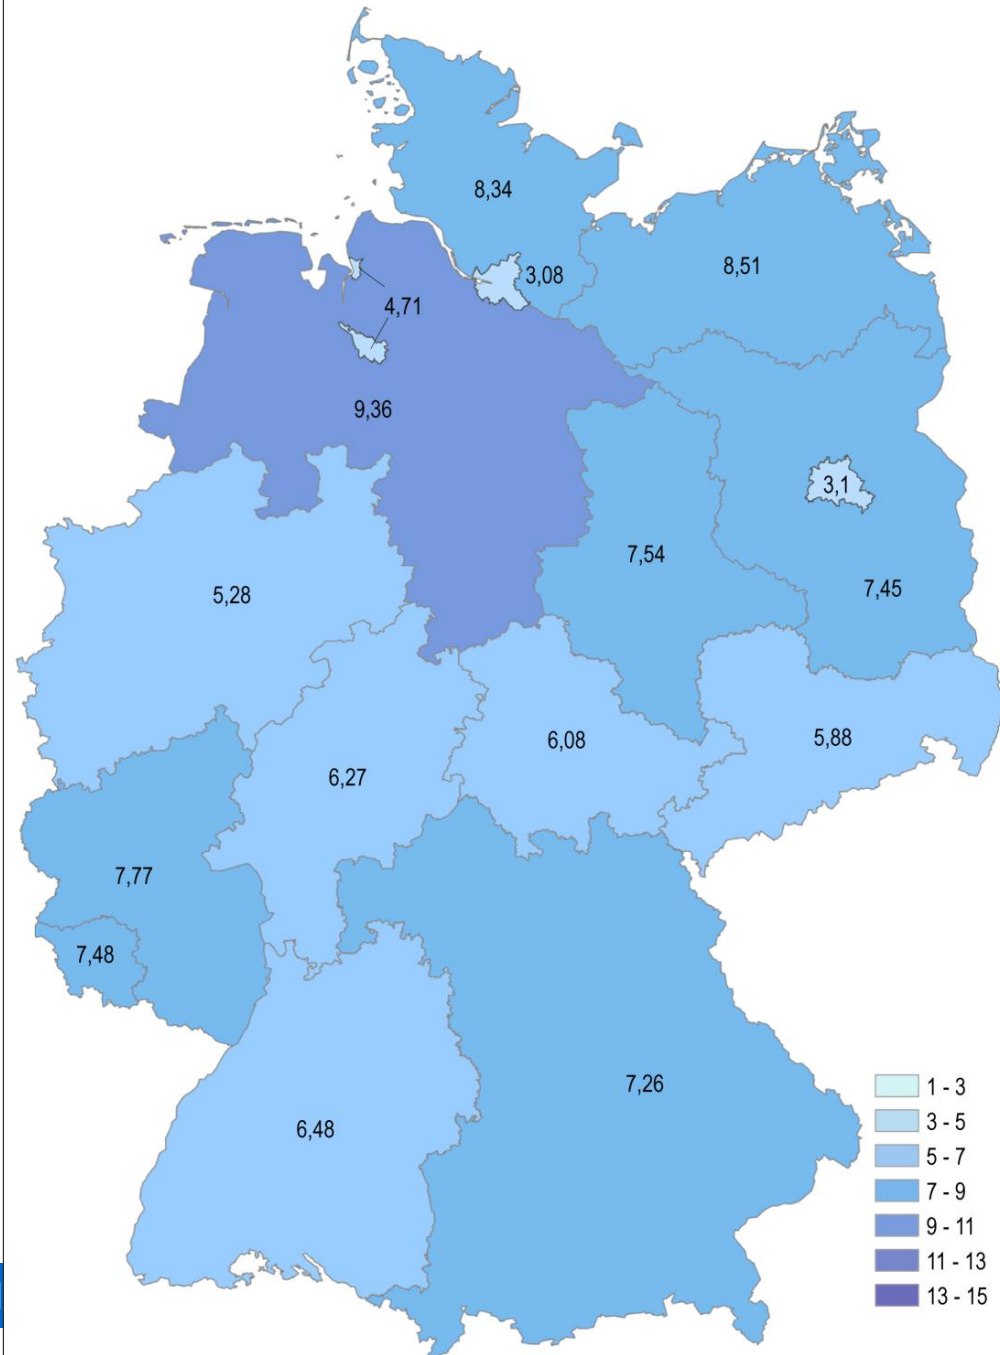 8,34
3,08
8,51
4,71
9,36
3,1
7,54
5,28
7,45
6,08
5,88
6,27
7,77
7,48
7,26
6,48
1 - 3
3 - 5
5 - 7
7 - 9
9 - 11
11 - 13
13 - 15